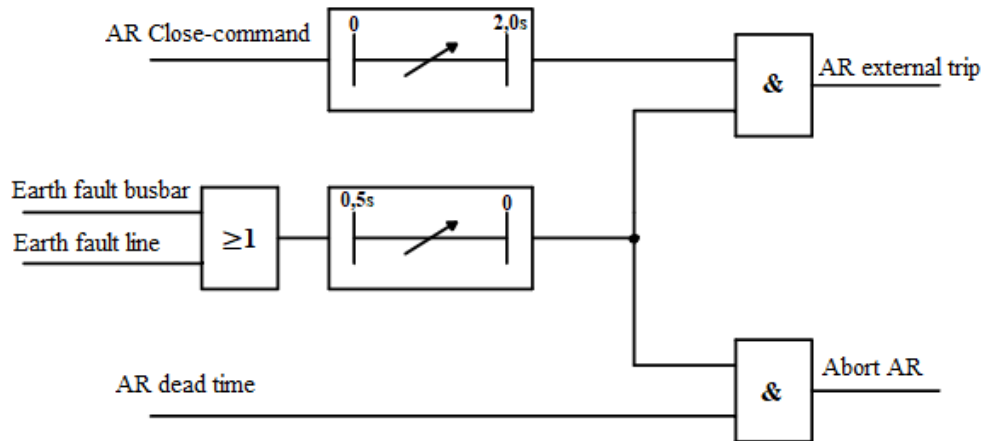 AR Close-command
0
2,0s
&
AR external trip
Earth fault busbar
Earth fault line
≥1
0,5s
0
AR dead time
&
Abort AR